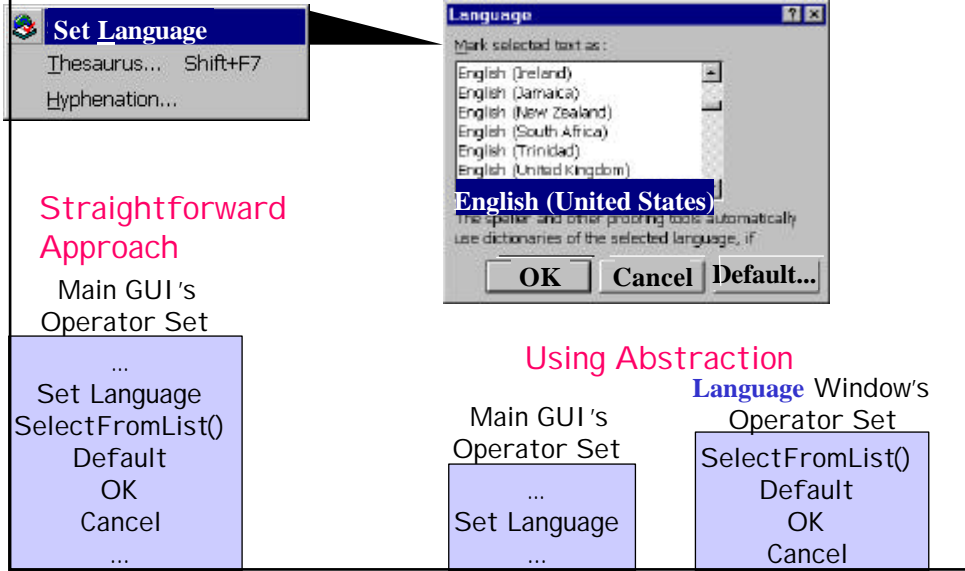 Set Language
Thesaurus... Shift+F7
Hyphenation...
Language
Mark selected text as:
English (Ireland)
English (Jamaica)
English (New Zealand)
English (South Africa)
English (Trinidad)
English (United Kingdom)
English (United States)
The speller and other proofing tools automatically
use dictionaries of the selected language, if
OK Cancel Default...
Straightforward
Approach
Main GUI's
Operator Set
...
Set Language
SelectFromList()
Default
OK
Cancel
...
Using Abstraction
Main GUI's
Operator Set
...
Set Language
...
Language Window's
Operator Set
SelectFromList()
Default
OK
Cancel